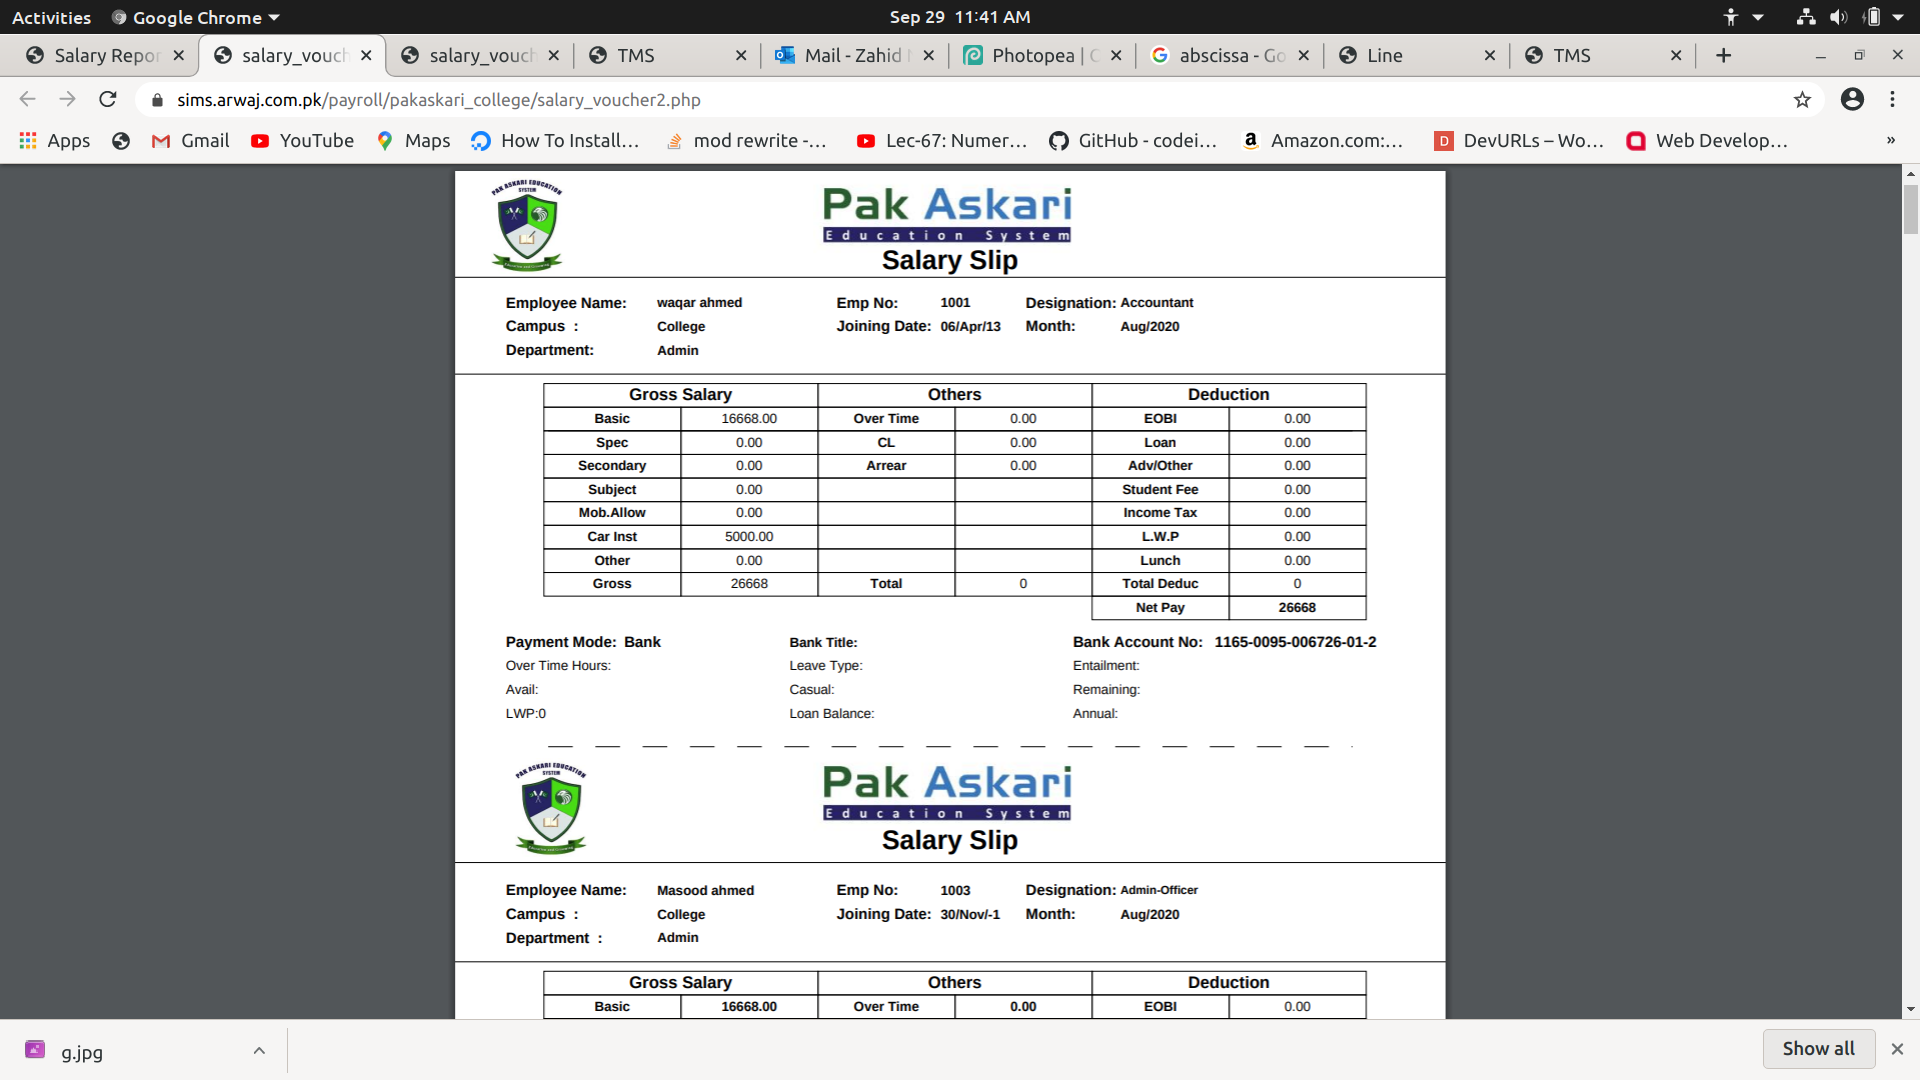 Activities Google Chrome Sep 29 11:41 AM
Salary Repor salary_vouch salary_vouch TMS Mail - Zahid Photopea | abscissa - Go Line TMS
sims.arwaj.com.pk/payroll/pakaskari_college/salary_voucher2.php
Apps Gmail YouTube Maps How To Install... mod rewrite -... Lec-67: Numer... GitHub - codei... Amazon.com:... DevURLs – Wo... Web Develop... »
PAK ASKARI EDUCATION
SYSTEM
Pak Askari
Education System
Salary Slip
Employee Name: waqar ahmed Emp No: 1001 Designation: Accountant
Campus : College Joining Date: 06/Apr/13 Month: Aug/2020
Department: Admin
Gross Salary Others Deduction
Basic 16668.00 Over Time 0.00 EOBI 0.00
Spec 0.00 CL 0.00 Loan 0.00
Secondary 0.00 Arrear 0.00 Adv/Other 0.00
Subject 0.00 Student Fee 0.00
Mob.Allow 0.00 Income Tax 0.00
Car Inst 5000.00 L.W.P 0.00
Other 0.00 Lunch 0.00
Gross 26668 Total 0 Total Deduc 0
Net Pay 26668
Payment Mode: Bank Bank Title: Bank Account No: 1165-0095-006726-01-2
Over Time Hours: Leave Type: Entailment:
Avail: Casual: Remaining:
LWP:0 Loan Balance: Annual:
PAK ASKARI EDUCATION
SYSTEM
Pak Askari
Education System
Salary Slip
Employee Name: Masood ahmed Emp No: 1003 Designation: Admin-Officer
Campus : College Joining Date: 30/Nov/-1 Month: Aug/2020
Department : Admin
Gross Salary Others Deduction
Basic 16668.00 Over Time 0.00 EOBI 0.00
g.jpg Show all